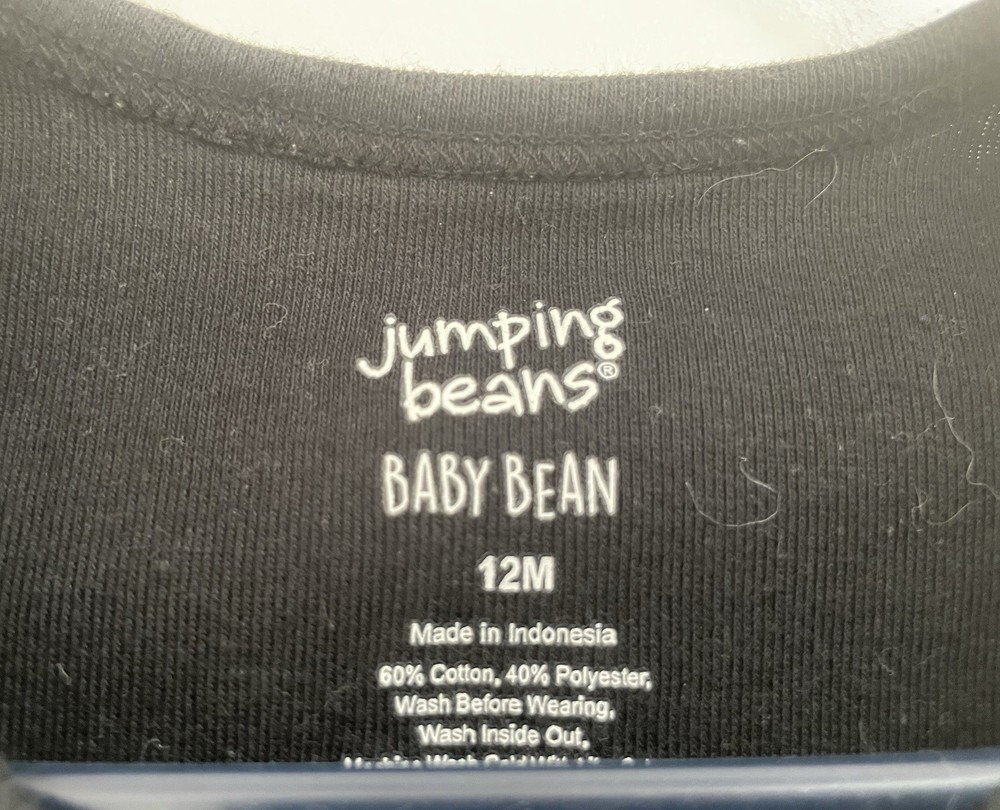 jumping
beans®
BABY BEAN
12M
Made in Indonesia
60% Cotton, 40% Polyester,
Wash Before Wearing,
Wash Inside Out,